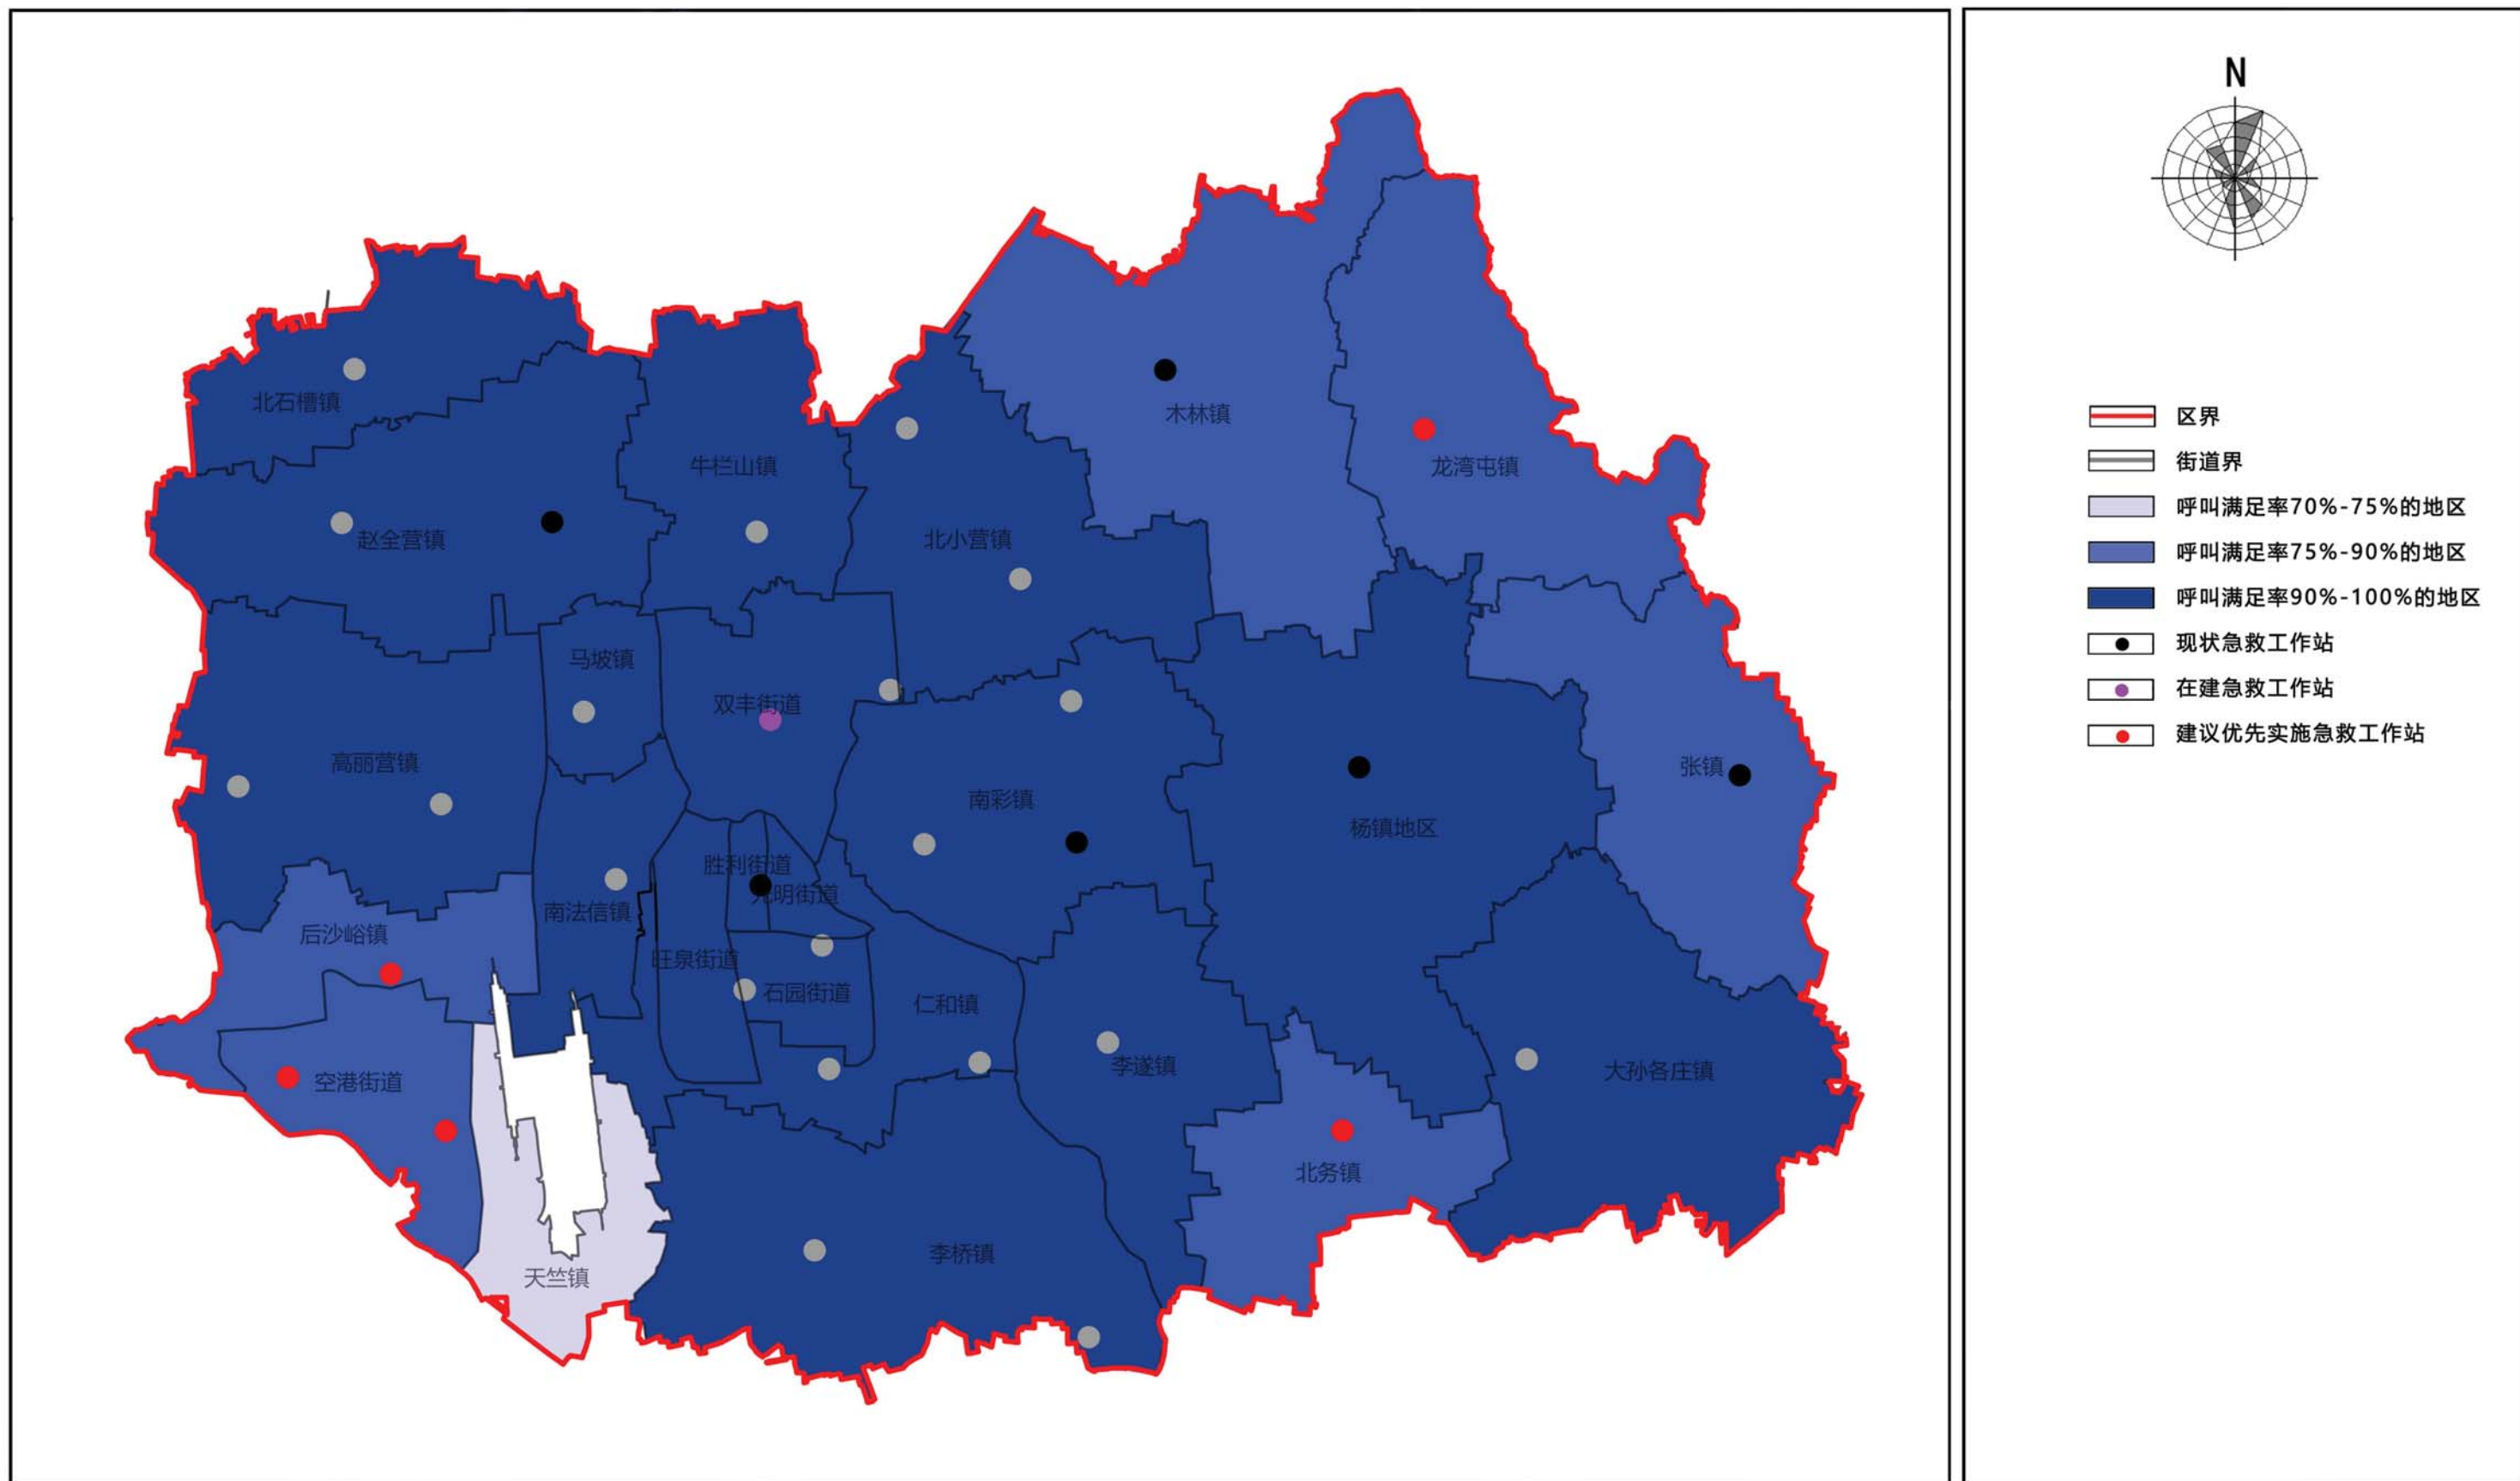 N
北石槽镇
木林镇
牛栏山镇
龙湾屯镇
赵全营镇
北小营镇
马坡镇
双丰街道
高丽营镇
张镇
南彩镇
杨镇地区
胜利街道
光明街道
南法信镇
后沙峪镇
旺泉街道
石园街道
仁和镇
李遂镇
大孙各庄镇
空港街道
北务镇
李桥镇
天竺镇
区界
街道界
呼叫满足率70%-75%的地区
呼叫满足率75%-90%的地区
呼叫满足率90%-100%的地区
现状急救工作站
在建急救工作站
建议优先实施急救工作站